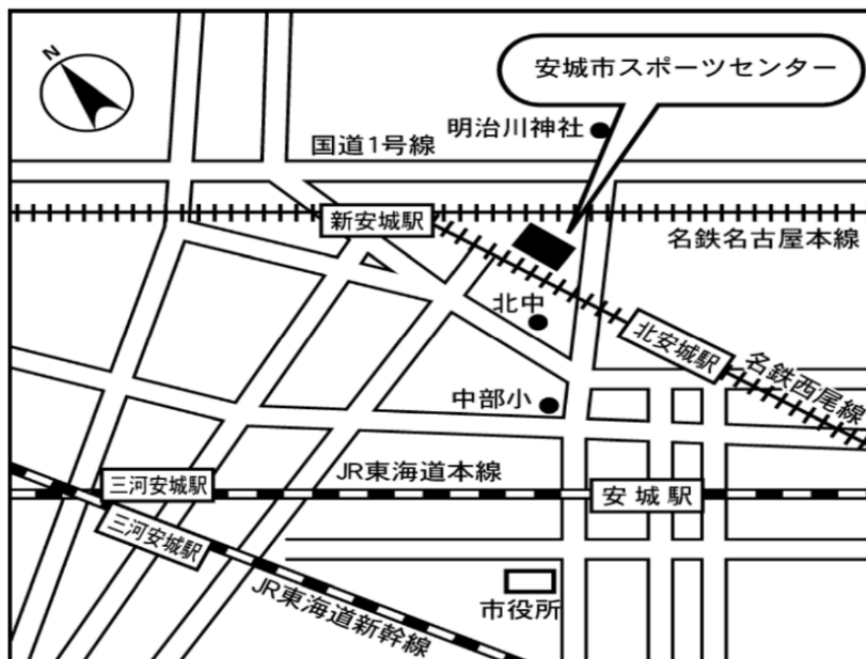 N
安城市スポーツセンター
明治川神社
国道1号線
新安城駅
名鉄名古屋本線
北中
北安城駅
名鉄西尾線
中部小
JR東海道本線
三河安城駅
安城駅
三河安城駅
市役所
JR東海道新幹線